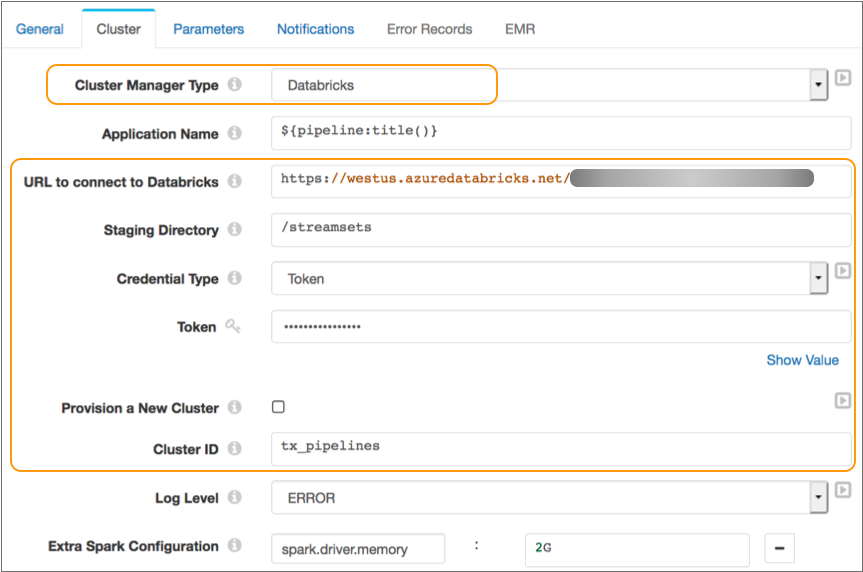 General Cluster Parameters Notifications Error Records EMR
Cluster Manager Type Databricks
Application Name ${pipeline:title()}
URL to connect to Databricks https://westus.azuredatabricks.net/
Staging Directory /streamsets
Credential Type Token
Token ••••••••••••••••
Show Value
Provision a New Cluster
Cluster ID tx_pipelines
Log Level ERROR
Extra Spark Configuration spark.driver.memory : 2G